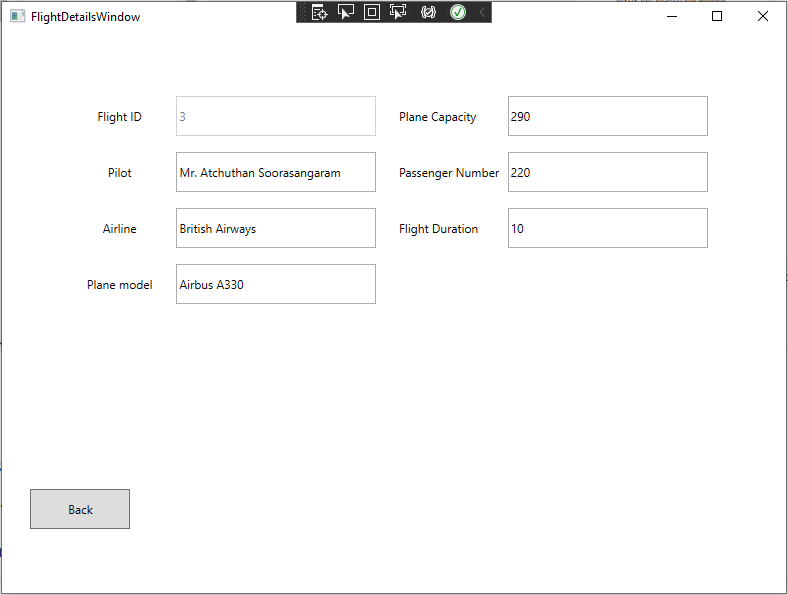 FlightDetailsWindow
Flight ID 3 Plane Capacity 290
Pilot Mr. Atchuthan Soorasangaram Passenger Number 220
Airline British Airways Flight Duration 10
Plane model Airbus A330
Back